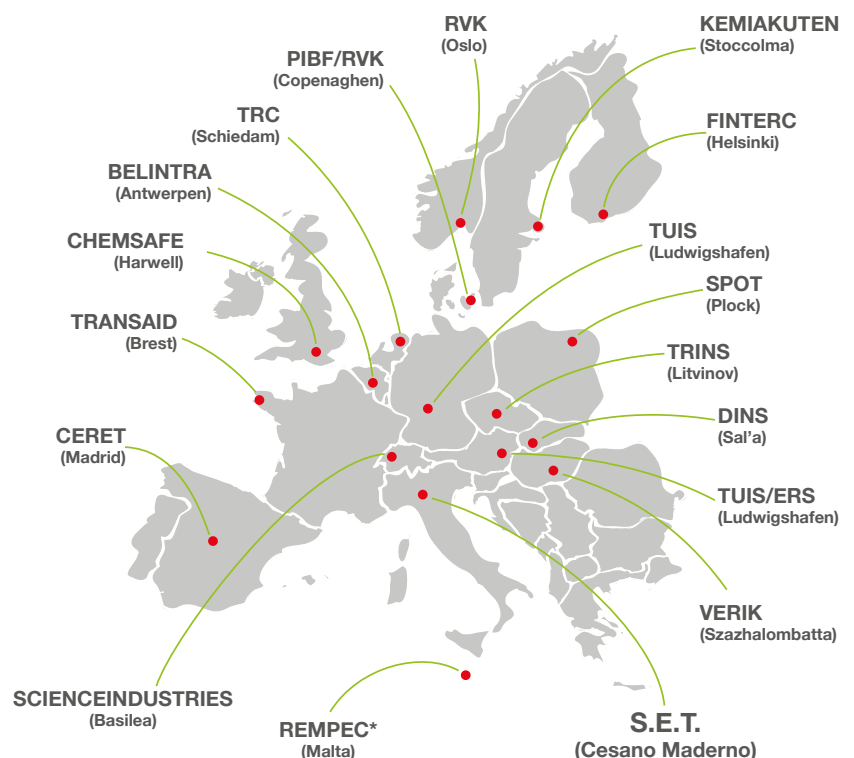 RVK
(Oslo)
KEMIAKUTEN
(Stoccolma)
PIBF/RVK
(Copenaghen)
TRC
(Schiedam)
FINTERC
(Helsinki)
BELINTRA
(Antwerpen)
CHEMSAFE
(Harwell)
TUIS
(Ludwigshafen)
SPOT
(Plock)
TRANSAID
(Brest)
TRINS
(Litvinov)
CERET
(Madrid)
DINS
(Sal'a)
TUIS/ERS
(Ludwigshafen)
VERIK
(Szazhalombatta)
SCIENCEINDUSTRIES
(Basilea)
REMPEC*
(Malta)
S.E.T.
(Cesano Maderno)